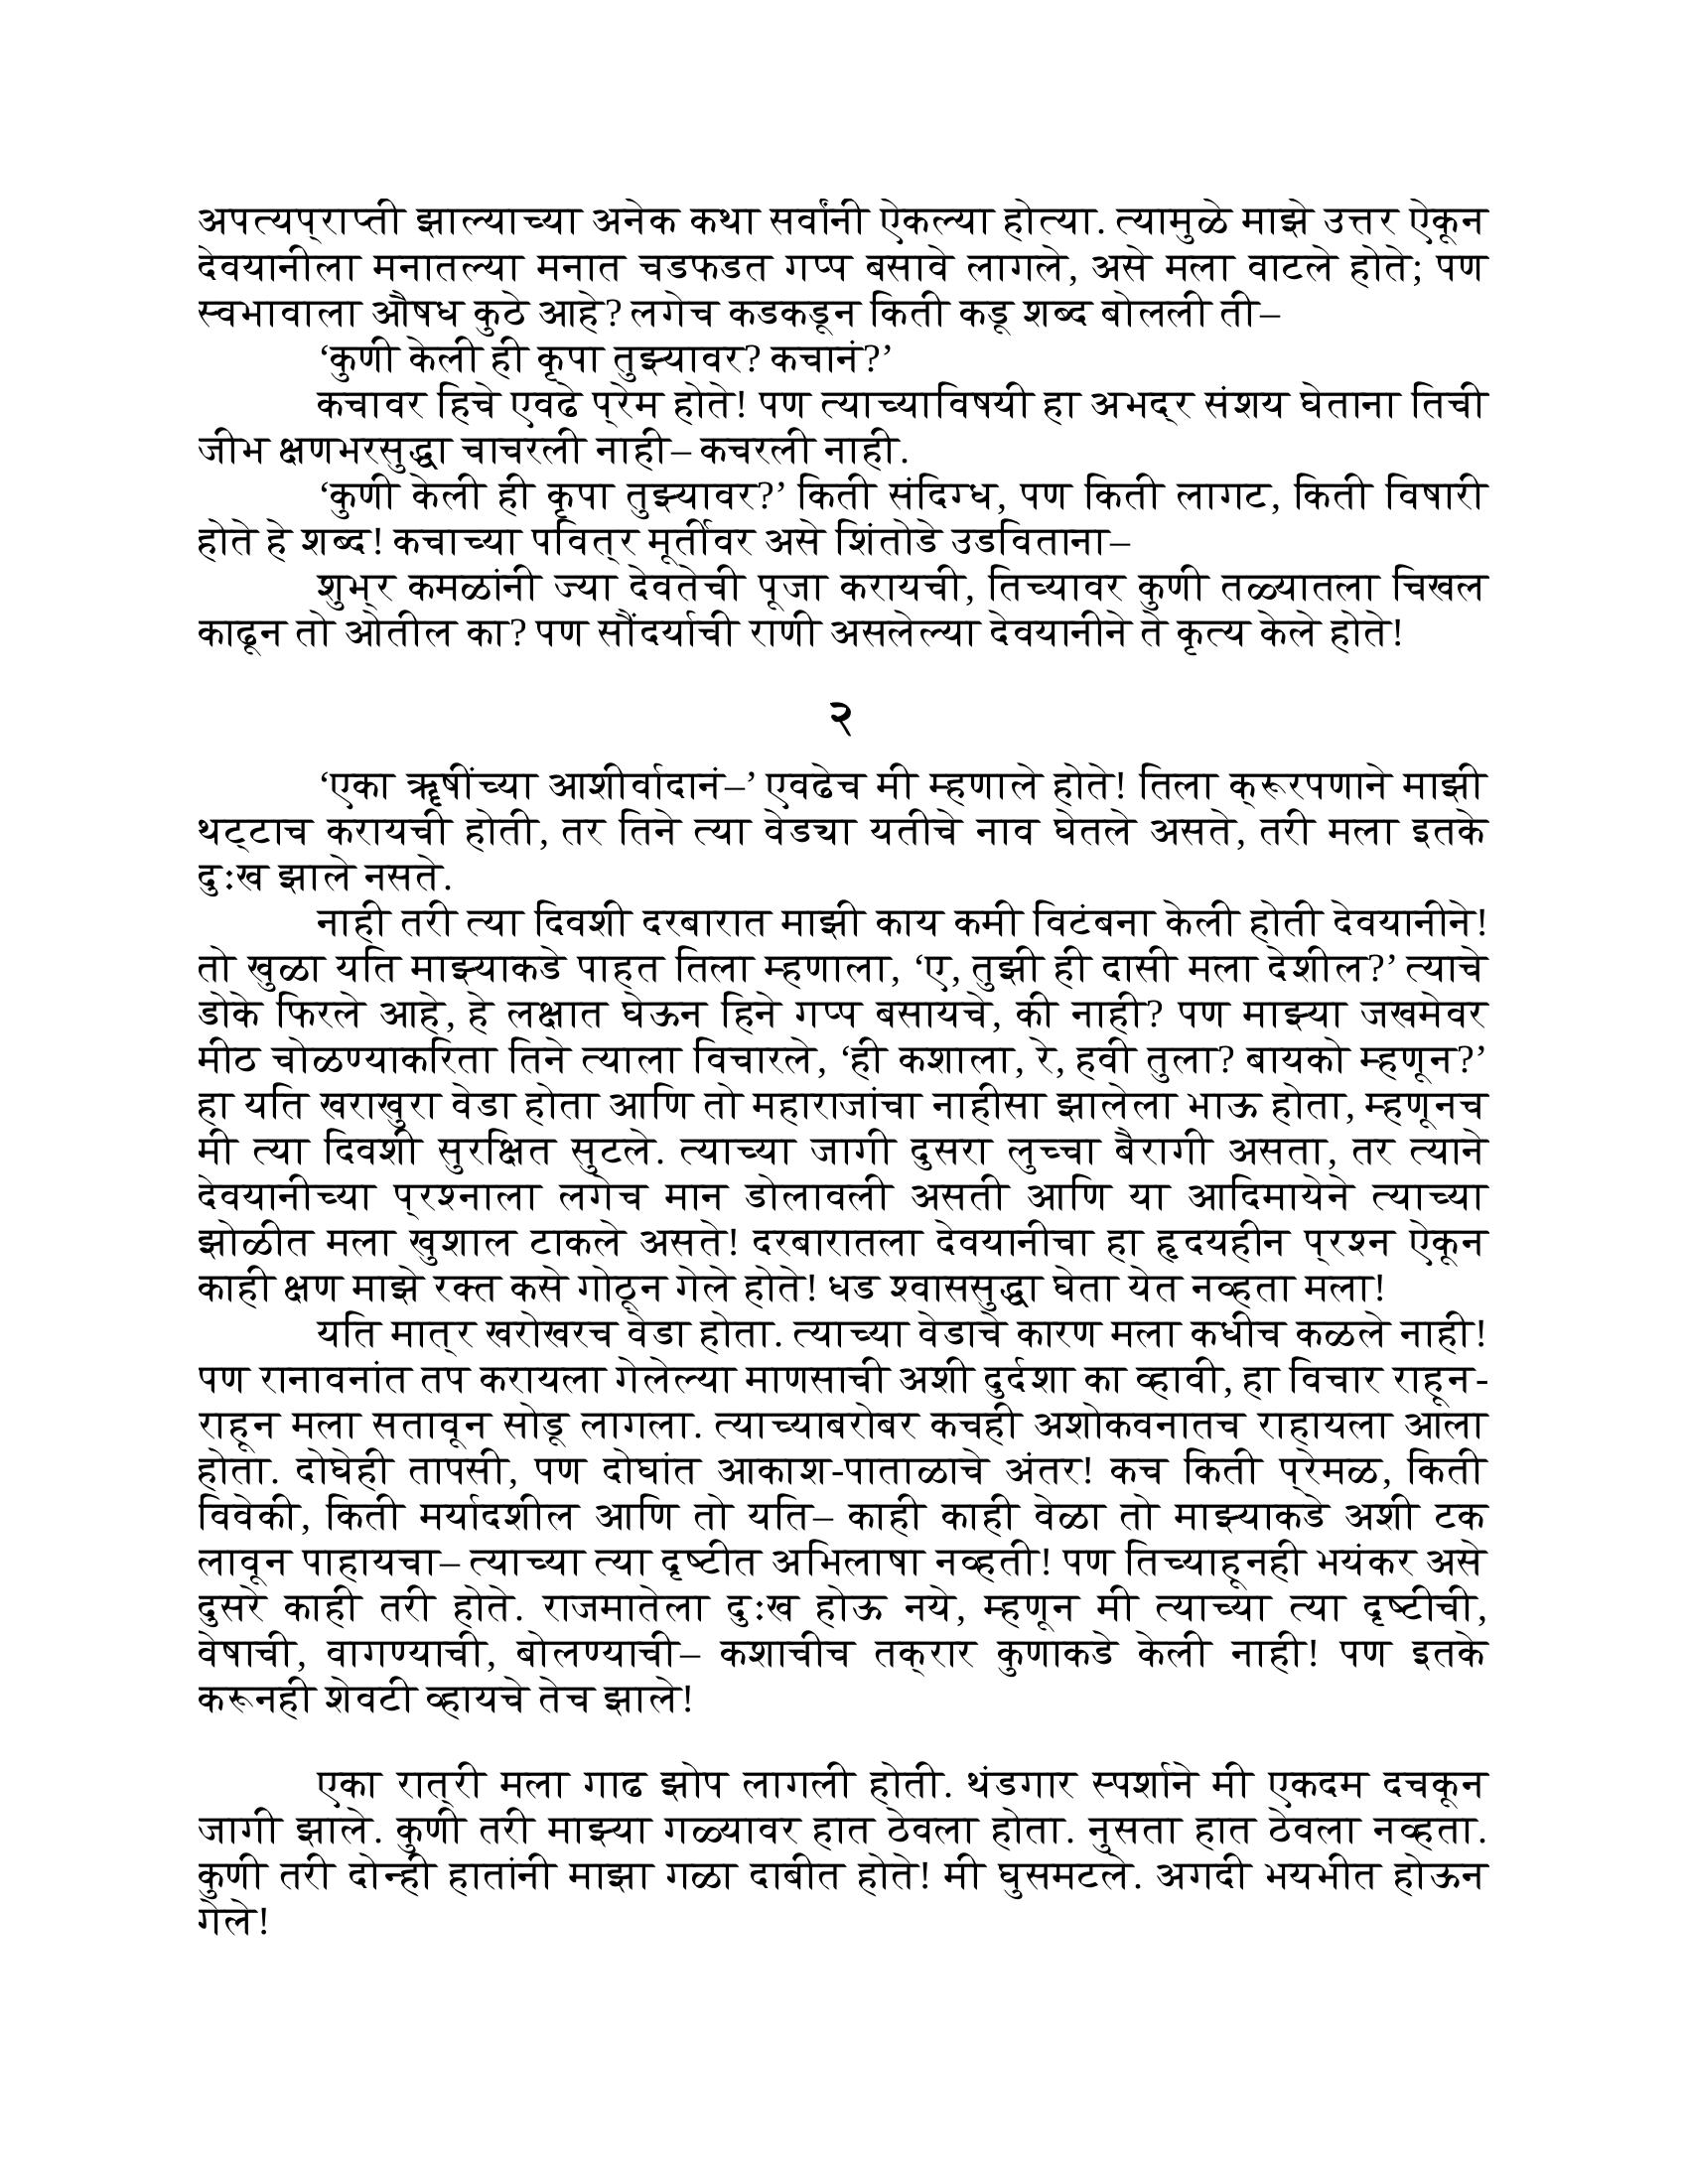 अपत्यप्राप्ती झाल्याच्या अनेक कथा सर्वांनी ऐकल्या होत्या. त्यामुळे माझे उत्तर ऐकून
देवयानीला मनातल्या मनात चडफडत गप्प बसावे लागले, असे मला वाटले होते; पण
स्वभावाला औषध कुठे आहे? लगेच कडकडून किती कडू शब्द बोलली ती–
‘कुणी केली ही कृपा तुझ्यावर? कचानं?’
कचावर हिचे एवढे प्रेम होते! पण त्याच्याविषयी हा अभद्र संशय घेताना तिची
जीभ क्षणभरसुद्धा चाचरली नाही– कचरली नाही.
‘कुणी केली ही कृपा तुझ्यावर?’ किती संदिग्ध, पण किती लागट, किती विषारी
होते हे शब्द! कचाच्या पवित्र मूर्तीवर असे शिंतोडे उडविताना–
शुभ्र कमळांनी ज्या देवतेची पूजा करायची, तिच्यावर कुणी तळ्यातला चिखल
काढून तो ओतील का? पण सौंदर्याची राणी असलेल्या देवयानीने ते कृत्य केले होते!
२
‘एका ॠषींच्या आशीर्वादानं–’ एवढेच मी म्हणाले होते! तिला क्रूरपणाने माझी
थट्टाच करायची होती, तर तिने त्या वेड्या यतीचे नाव घेतले असते, तरी मला इतके
दुःख झाले नसते.
नाही तरी त्या दिवशी दरबारात माझी काय कमी विटंबना केली होती देवयानीने!
तो खुळा यति माझ्याकडे पाहत तिला म्हणाला, ‘ए, तुझी ही दासी मला देशील?’ त्याचे
डोके फिरले आहे, हे लक्षात घेऊन हिने गप्प बसायचे, की नाही? पण माझ्या जखमेवर
मीठ चोळण्याकरिता तिने त्याला विचारले, ‘ही कशाला, रे, हवी तुला? बायको म्हणून?’
हा यति खराखुरा वेडा होता आणि तो महाराजांचा नाहीसा झालेला भाऊ होता, म्हणूनच
मी त्या दिवशी सुरक्षित सुटले. त्याच्या जागी दुसरा लुच्चा बैरागी असता, तर त्याने
देवयानीच्या प्रश्नाला लगेच मान डोलावली असती आणि या आदिमायेने त्याच्या
झोळीत मला खुशाल टाकले असते! दरबारातला देवयानीचा हा हृदयहीन प्रश्न ऐकून
काही क्षण माझे रक्त कसे गोठून गेले होते! धड श्वाससुद्धा घेता येत नव्हता मला!
यति मात्र खरोखरच वेडा होता. त्याच्या वेडाचे कारण मला कधीच कळले नाही!
पण रानावनांत तप करायला गेलेल्या माणसाची अशी दुर्दशा का व्हावी, हा विचार राहून-
राहून मला सतावून सोडू लागला. त्याच्याबरोबर कचही अशोकवनातच राहायला आला
होता. दोघेही तापसी, पण दोघांत आकाश-पाताळाचे अंतर! कच किती प्रेमळ, किती
विवेकी, किती मर्यादशील आणि तो यति– काही काही वेळा तो माझ्याकडे अशी टक
लावून पाहायचा– त्याच्या त्या दृष्टीत अभिलाषा नव्हती! पण तिच्याहूनही भयंकर असे
दुसरे काही तरी होते. राजमातेला दुःख होऊ नये, म्हणून मी त्याच्या त्या दृष्टीची,
वेषाची, वागण्याची, बोलण्याची– कशाचीच तक्रार कुणाकडे केली नाही! पण इतके
करूनही शेवटी व्हायचे तेच झाले!
एका रात्री मला गाढ झोप लागली होती. थंडगार स्पर्शाने मी एकदम दचकून
जागी झाले. कुणी तरी माझ्या गळ्यावर हात ठेवला होता. नुसता हात ठेवला नव्हता.
कुणी तरी दोन्ही हातांनी माझा गळा दाबीत होते! मी घुसमटले. अगदी भयभीत होऊन
गेले!